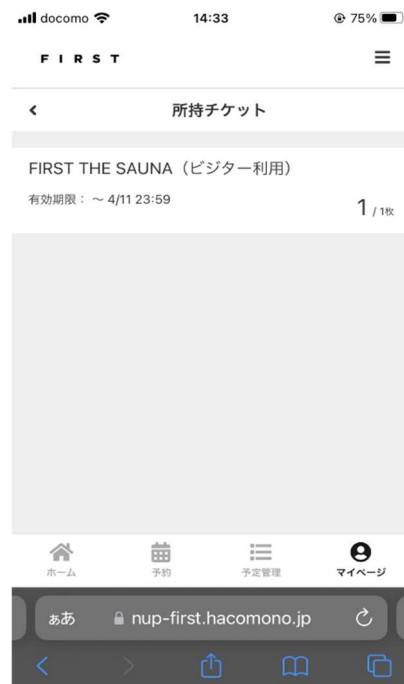 docomo 14:33 75%
FIRST
所持チケット
FIRST THE SAUNA（ビジター利用）
有効期限： ～ 4/11 23:59
1 / 1枚
ホーム 予約 予定管理 マイページ
ぁあ nup-first.hacomono.jp